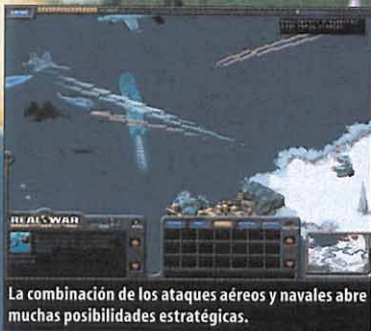 REAL WAR
La combinación de los ataques aéreos y navales abre
muchas posibilidades estratégicas.